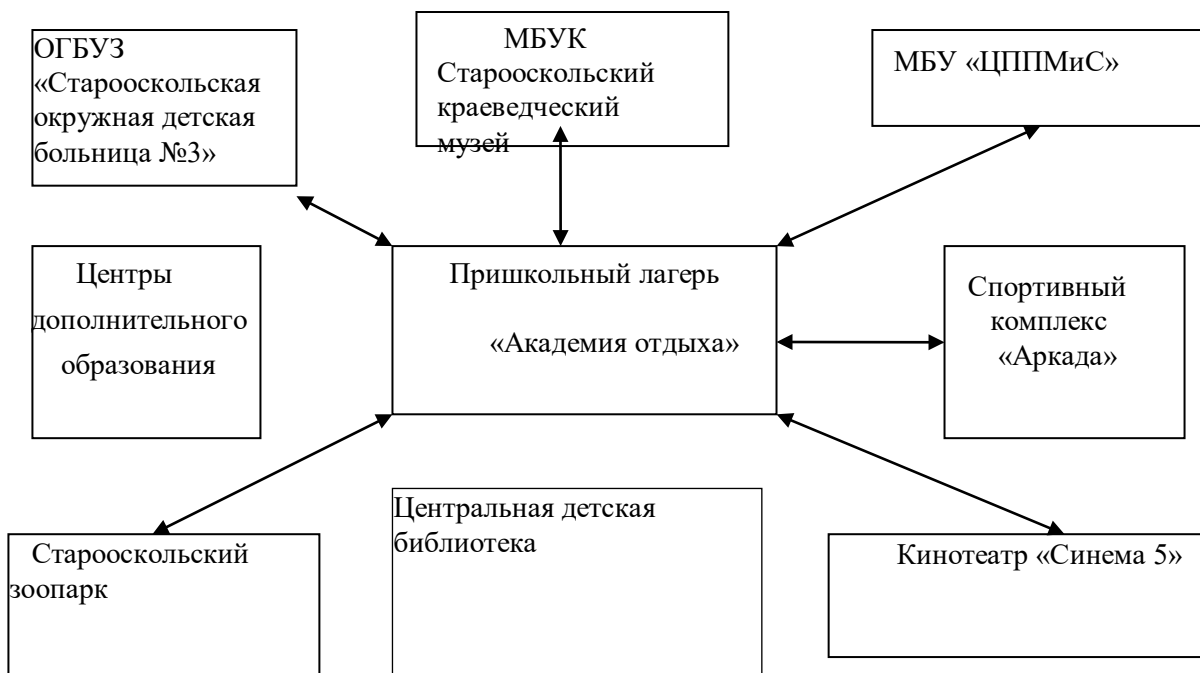 ОГБУЗ
«Старооскольская
окружная детская
больница №3»
МБУК
Старооскольский
краеведческий
музей
МБУ «ЦППМиС»
Центры
дополнительного
образования
Пришкольный лагерь
«Академия отдыха»
Спортивный
комплекс
«Аркада»
Старооскольский
зоопарк
Центральная детская
библиотека
Кинотеатр «Синема 5»